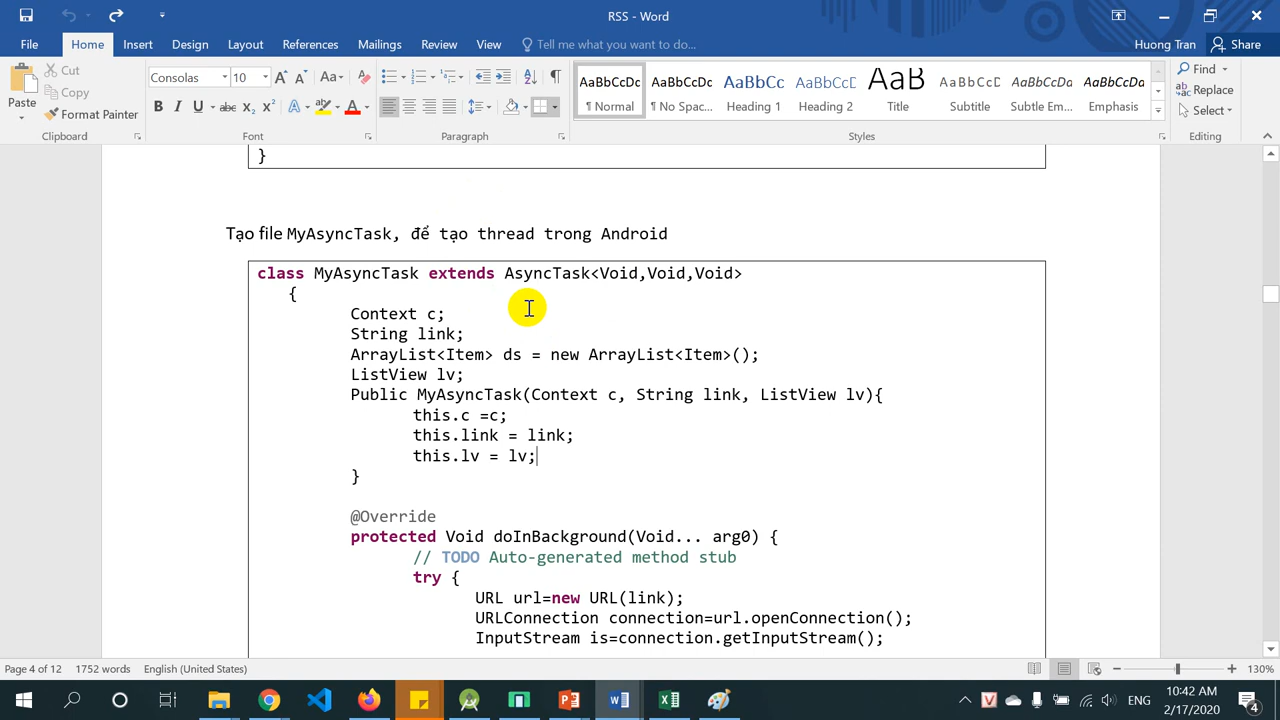 RSS - Word
File Home Insert Design Layout References Mailings Review View Tell me what you want to do... Huong Tran Share
Paste
Cut
Copy
Format Painter
Clipboard
Consolas 10
Font
Paragraph
AaBbCcDc AaBbCcDc AaBbCc AaBbCcC AaB AaBbCcD AaBbCcDc AaBbCcDc
¶ Normal ¶ No Spac... Heading 1 Heading 2 Title Subtitle Subtle Em... Emphasis
Styles
Find
Replace
Select
Editing
}
Tạo file MyAsyncTask, để tạo thread trong Android
class MyAsyncTask extends AsyncTask<Void,Void,Void>
{
Context c;
String link;
ArrayList<Item> ds = new ArrayList<Item>();
ListView lv;
Public MyAsyncTask(Context c, String link, ListView lv){
this.c =c;
this.link = link;
this.lv = lv;
}
@Override
protected Void doInBackground(Void... arg0) {
// TODO Auto-generated method stub
try {
URL url=new URL(link);
URLConnection connection=url.openConnection();
InputStream is=connection.getInputStream();
Page 4 of 12 1752 words English (United States) 130%
ENG 10:42 AM
2/17/2020 4